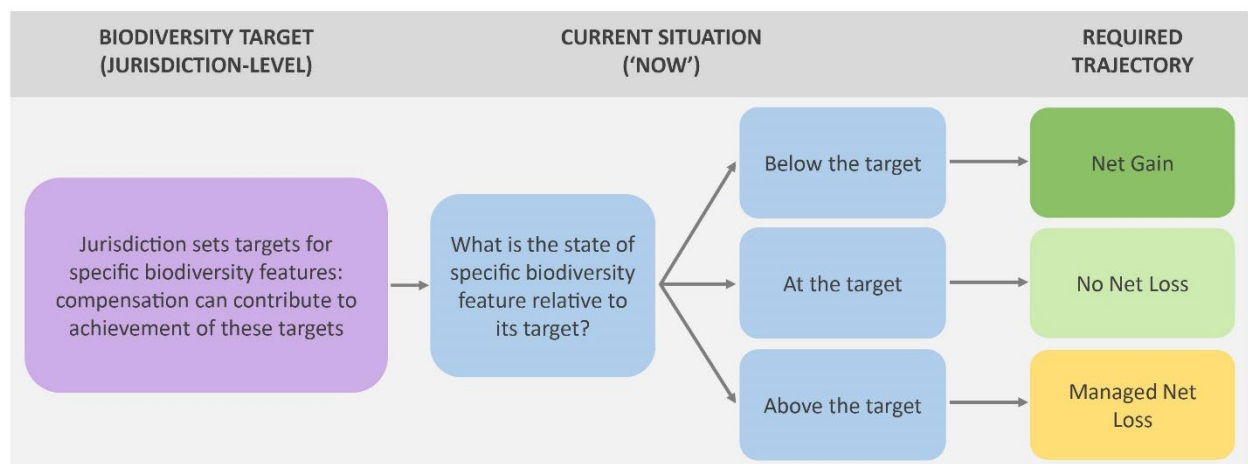 BIODIVERSITY TARGET
(JURISDICTION-LEVEL)
CURRENT SITUATION
(‘NOW’)
REQUIRED
TRAJECTORY
Jurisdiction sets targets for
specific biodiversity features:
compensation can contribute to
achievement of these targets
What is the state of
specific biodiversity
feature relative to
its target?
Below the target
Net Gain
At the target
No Net Loss
Above the target
Managed Net
Loss